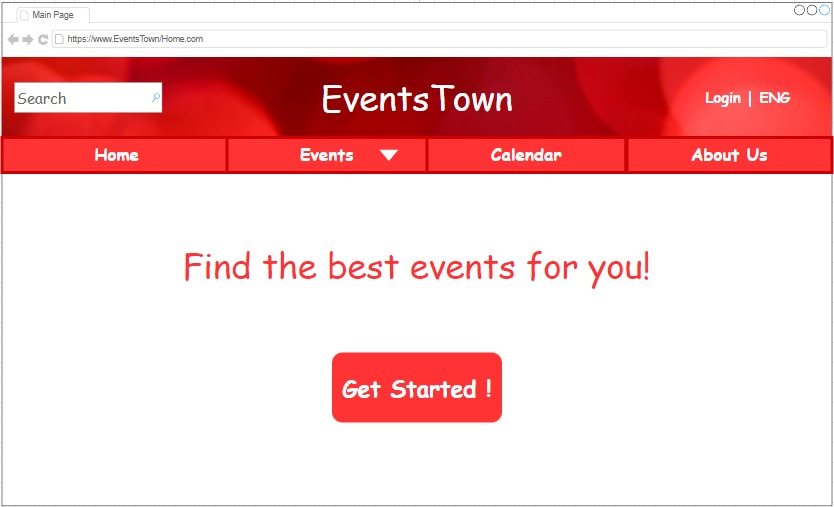 Main Page
https://www.EventsTown/Home.com
Search
EventsTown
Login | ENG
Home
Events
Calendar
About Us
Find the best events for you!
Get Started !